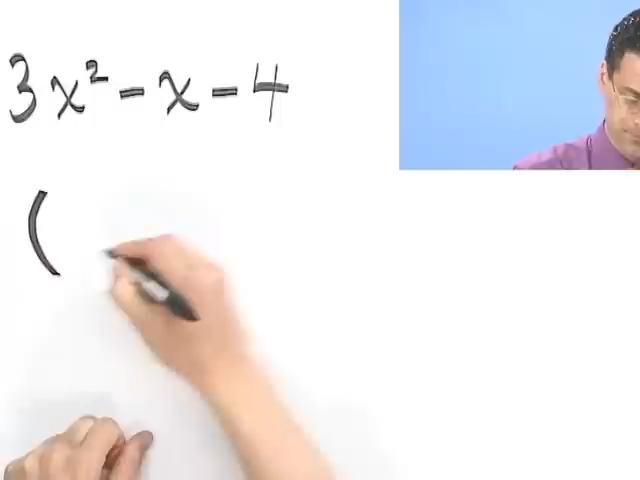 3x² - x - 4
(